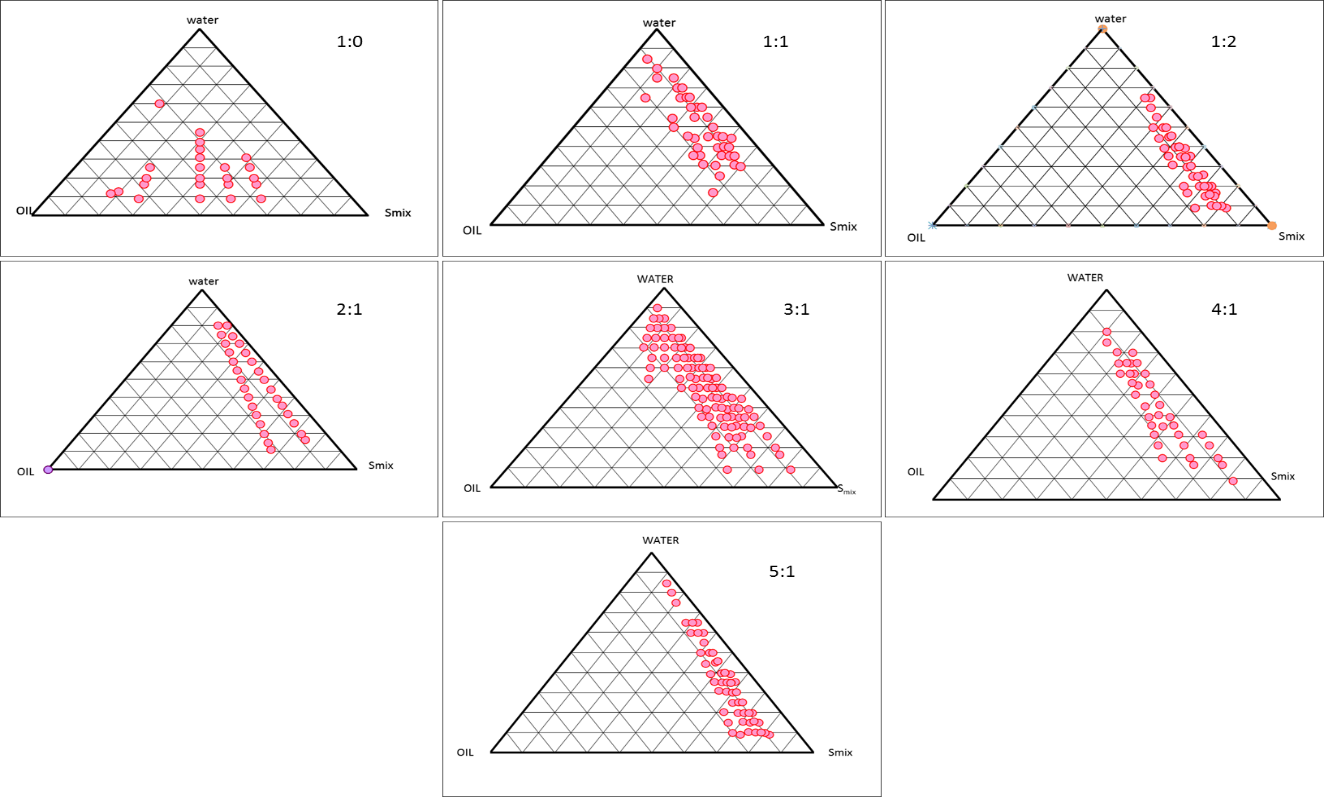 water
1:0
OIL
Smix
water
1:1
OIL
Smix
water
1:2
OIL
Smix
water
2:1
OIL
Smix
WATER
3:1
OIL
Smix
WATER
4:1
OIL
Smix
WATER
5:1
OIL
Smix